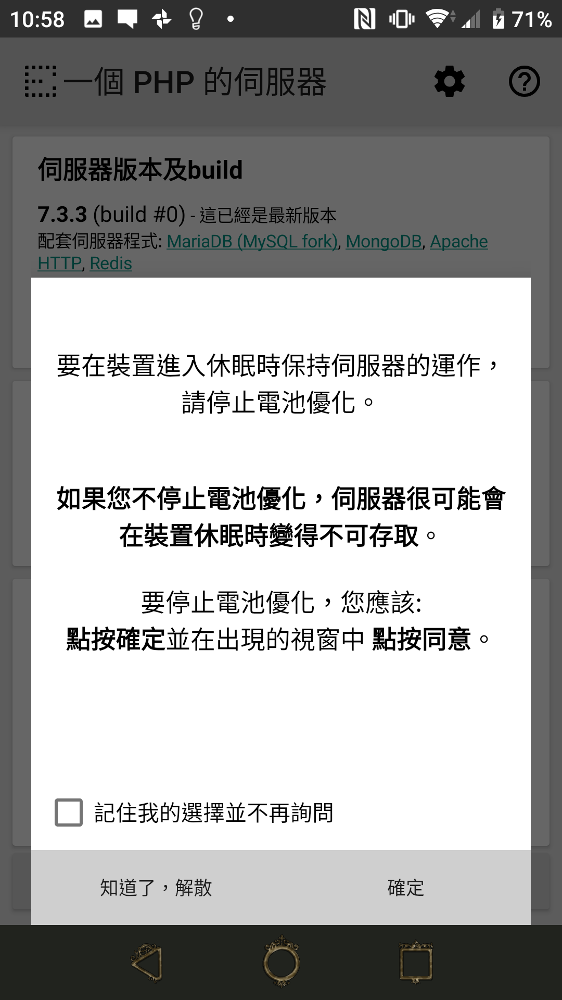 10:58
71%
一個 PHP 的伺服器
伺服器版本及build
7.3.3 (build #0) - 這已經是最新版本
配套伺服器程式: MariaDB (MySQL fork), MongoDB, Apache
HTTP, Redis
要在裝置進入休眠時保持伺服器的運作，
請停止電池優化。
如果您不停止電池優化，伺服器很可能會
在裝置休眠時變得不可存取。
要停止電池優化，您應該:
點按確定並在出現的視窗中 點按同意。
記住我的選擇並不再詢問
知道了，解散
確定